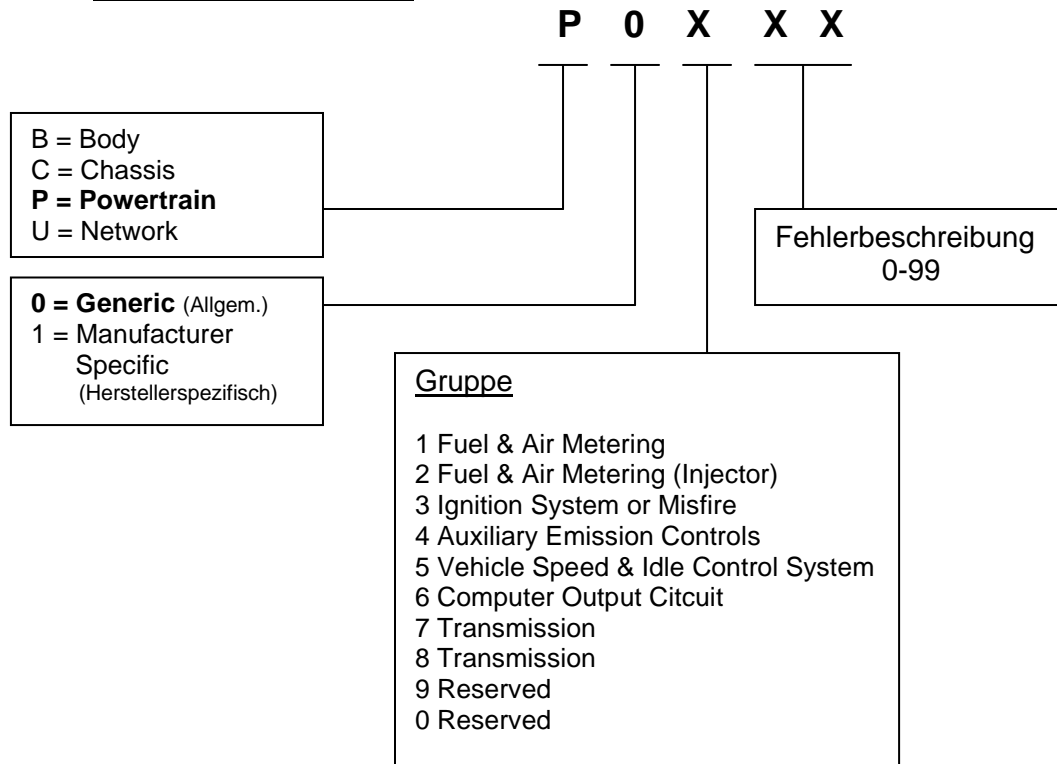 P 0 X X X
B = Body
C = Chassis
P = Powertrain
U = Network
0 = Generic (Allgem.)
1 = Manufacturer
Specific
(Herstellerspezifisch)
Fehlerbeschreibung
0-99
Gruppe
1 Fuel & Air Metering
2 Fuel & Air Metering (Injector)
3 Ignition System or Misfire
4 Auxiliary Emission Controls
5 Vehicle Speed & Idle Control System
6 Computer Output Citcuit
7 Transmission
8 Transmission
9 Reserved
0 Reserved